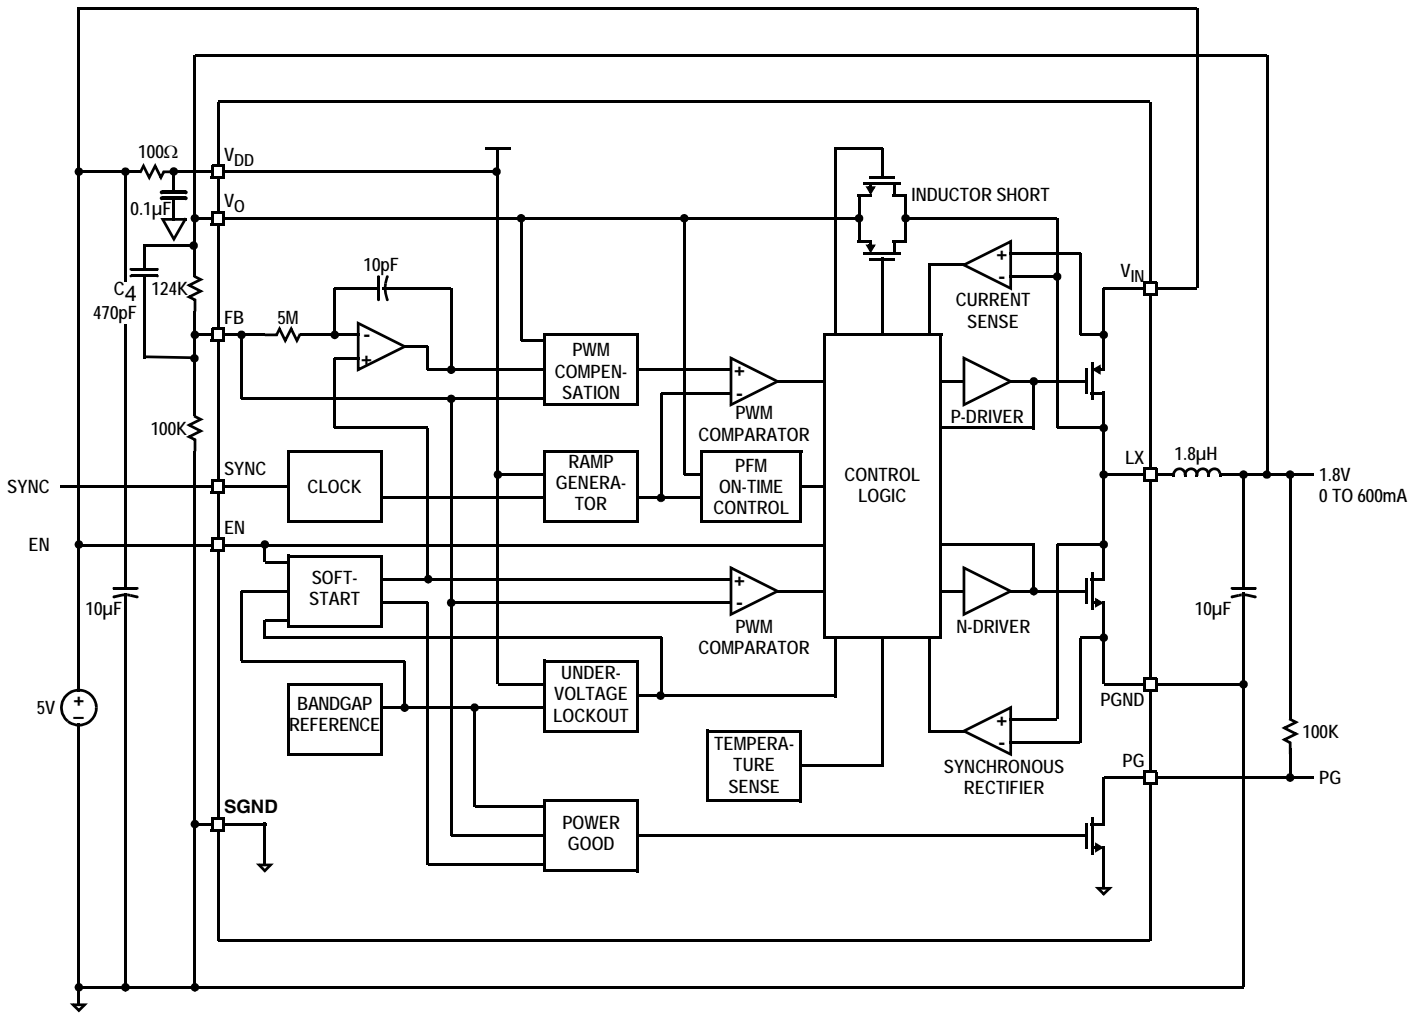 100Ω
VDD
0.1µF
VO
INDUCTOR SHORT
10pF
+
-
CURRENT
SENSE
VIN
C4
470pF
124K
FB
5M
-
+
PWM
COMPEN-
SATION
+
-
PWM
COMPARATOR
P-DRIVER
100K
SYNC
SYNC
CLOCK
RAMP
GENERA-
TOR
PFM
ON-TIME
CONTROL
CONTROL
LOGIC
LX
1.8µH
1.8V
0 TO 600mA
EN
EN
SOFT-
START
+
-
PWM
COMPARATOR
N-DRIVER
10µF
10µF
5V
+
–
BANDGAP
REFERENCE
UNDER-
VOLTAGE
LOCKOUT
TEMPERA-
TURE
SENSE
+
-
SYNCHRONOUS
RECTIFIER
PGND
100K
PG
PG
SGND
POWER
GOOD